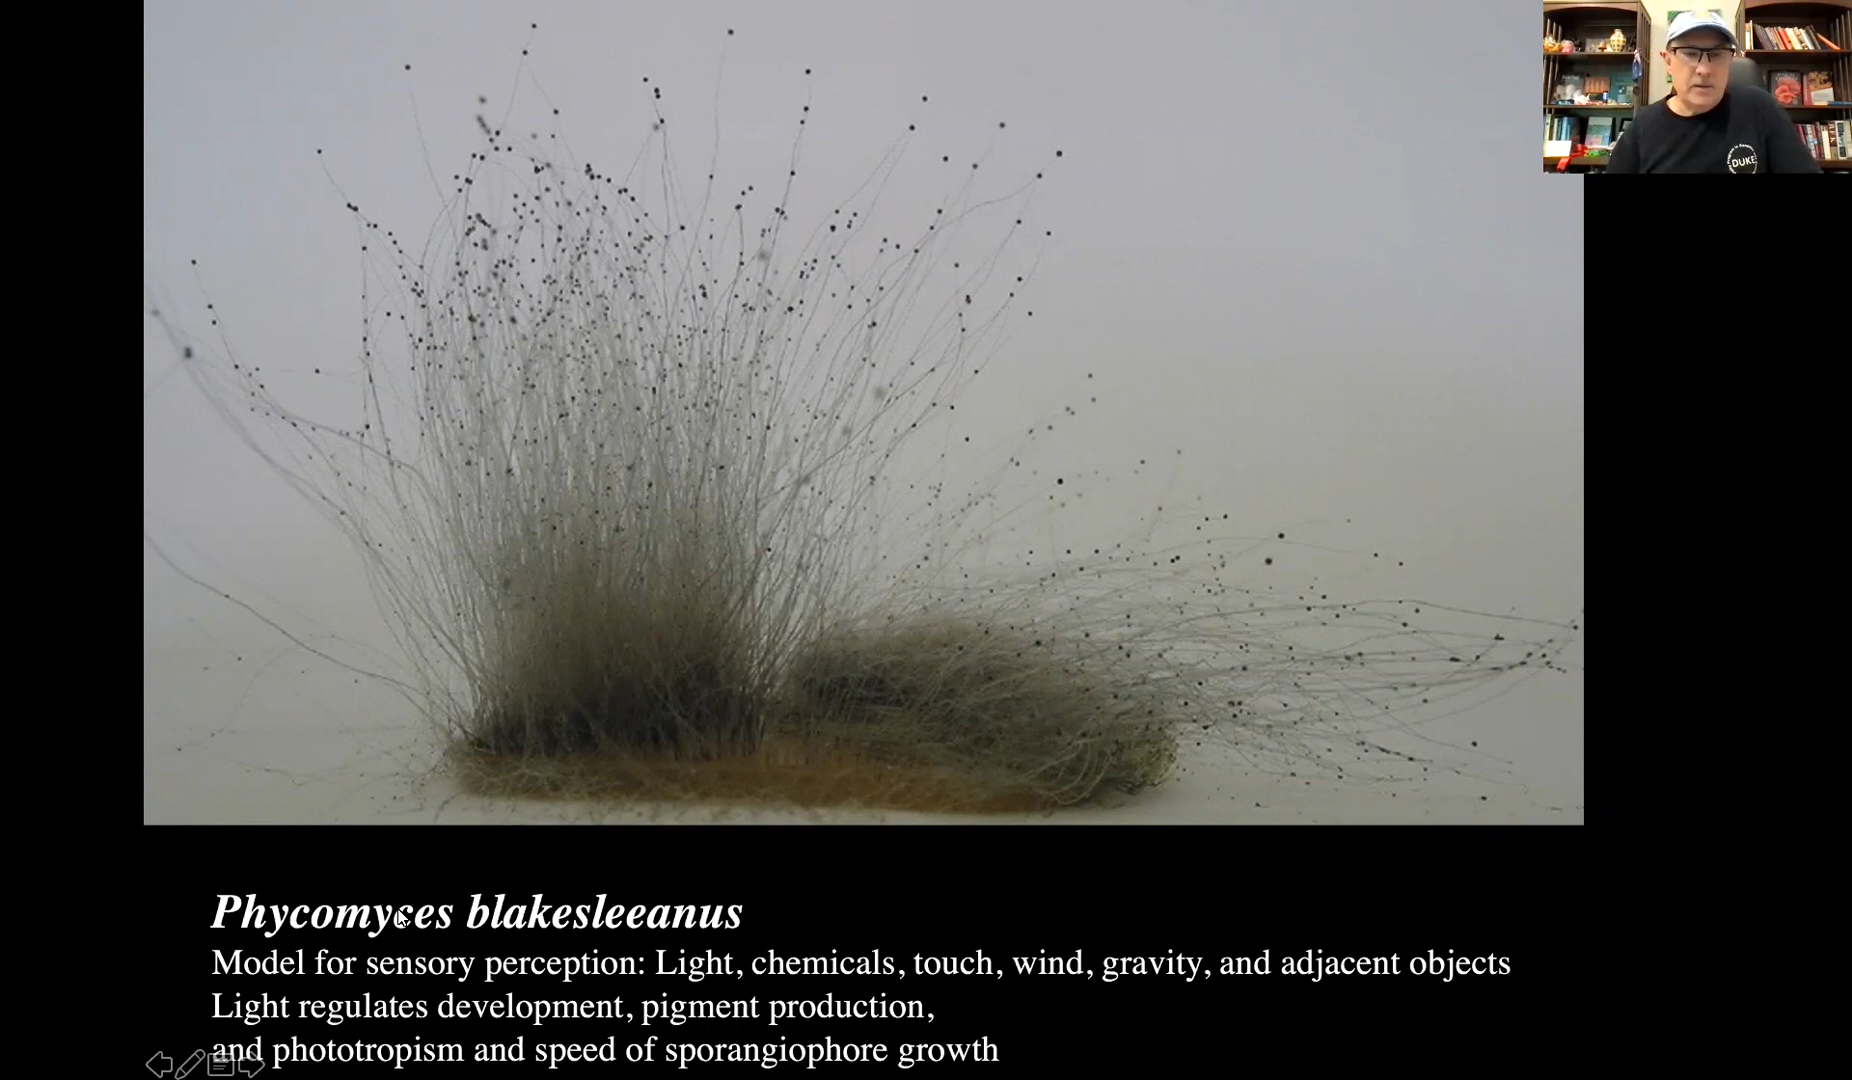 DUKE
Phycomyces blakesleeanus
Model for sensory perception: Light, chemicals, touch, wind, gravity, and adjacent objects
Light regulates development, pigment production,
and phototropism and speed of sporangiophore growth